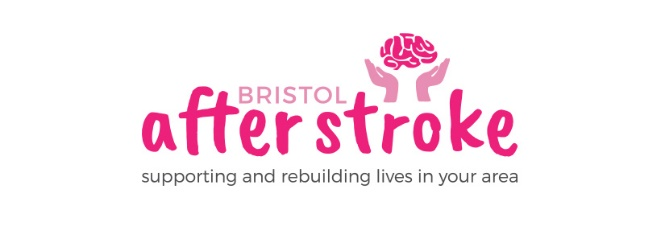 BRISTOL
after stroke
supporting and rebuilding lives in your area